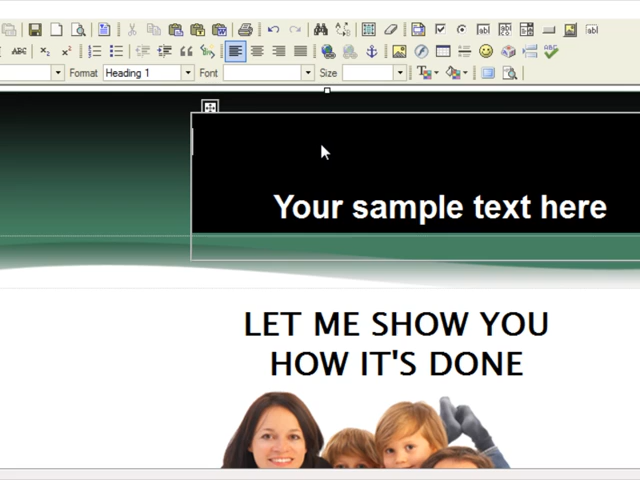 Format Heading 1 Font Size
Your sample text here
LET ME SHOW YOU
HOW IT'S DONE